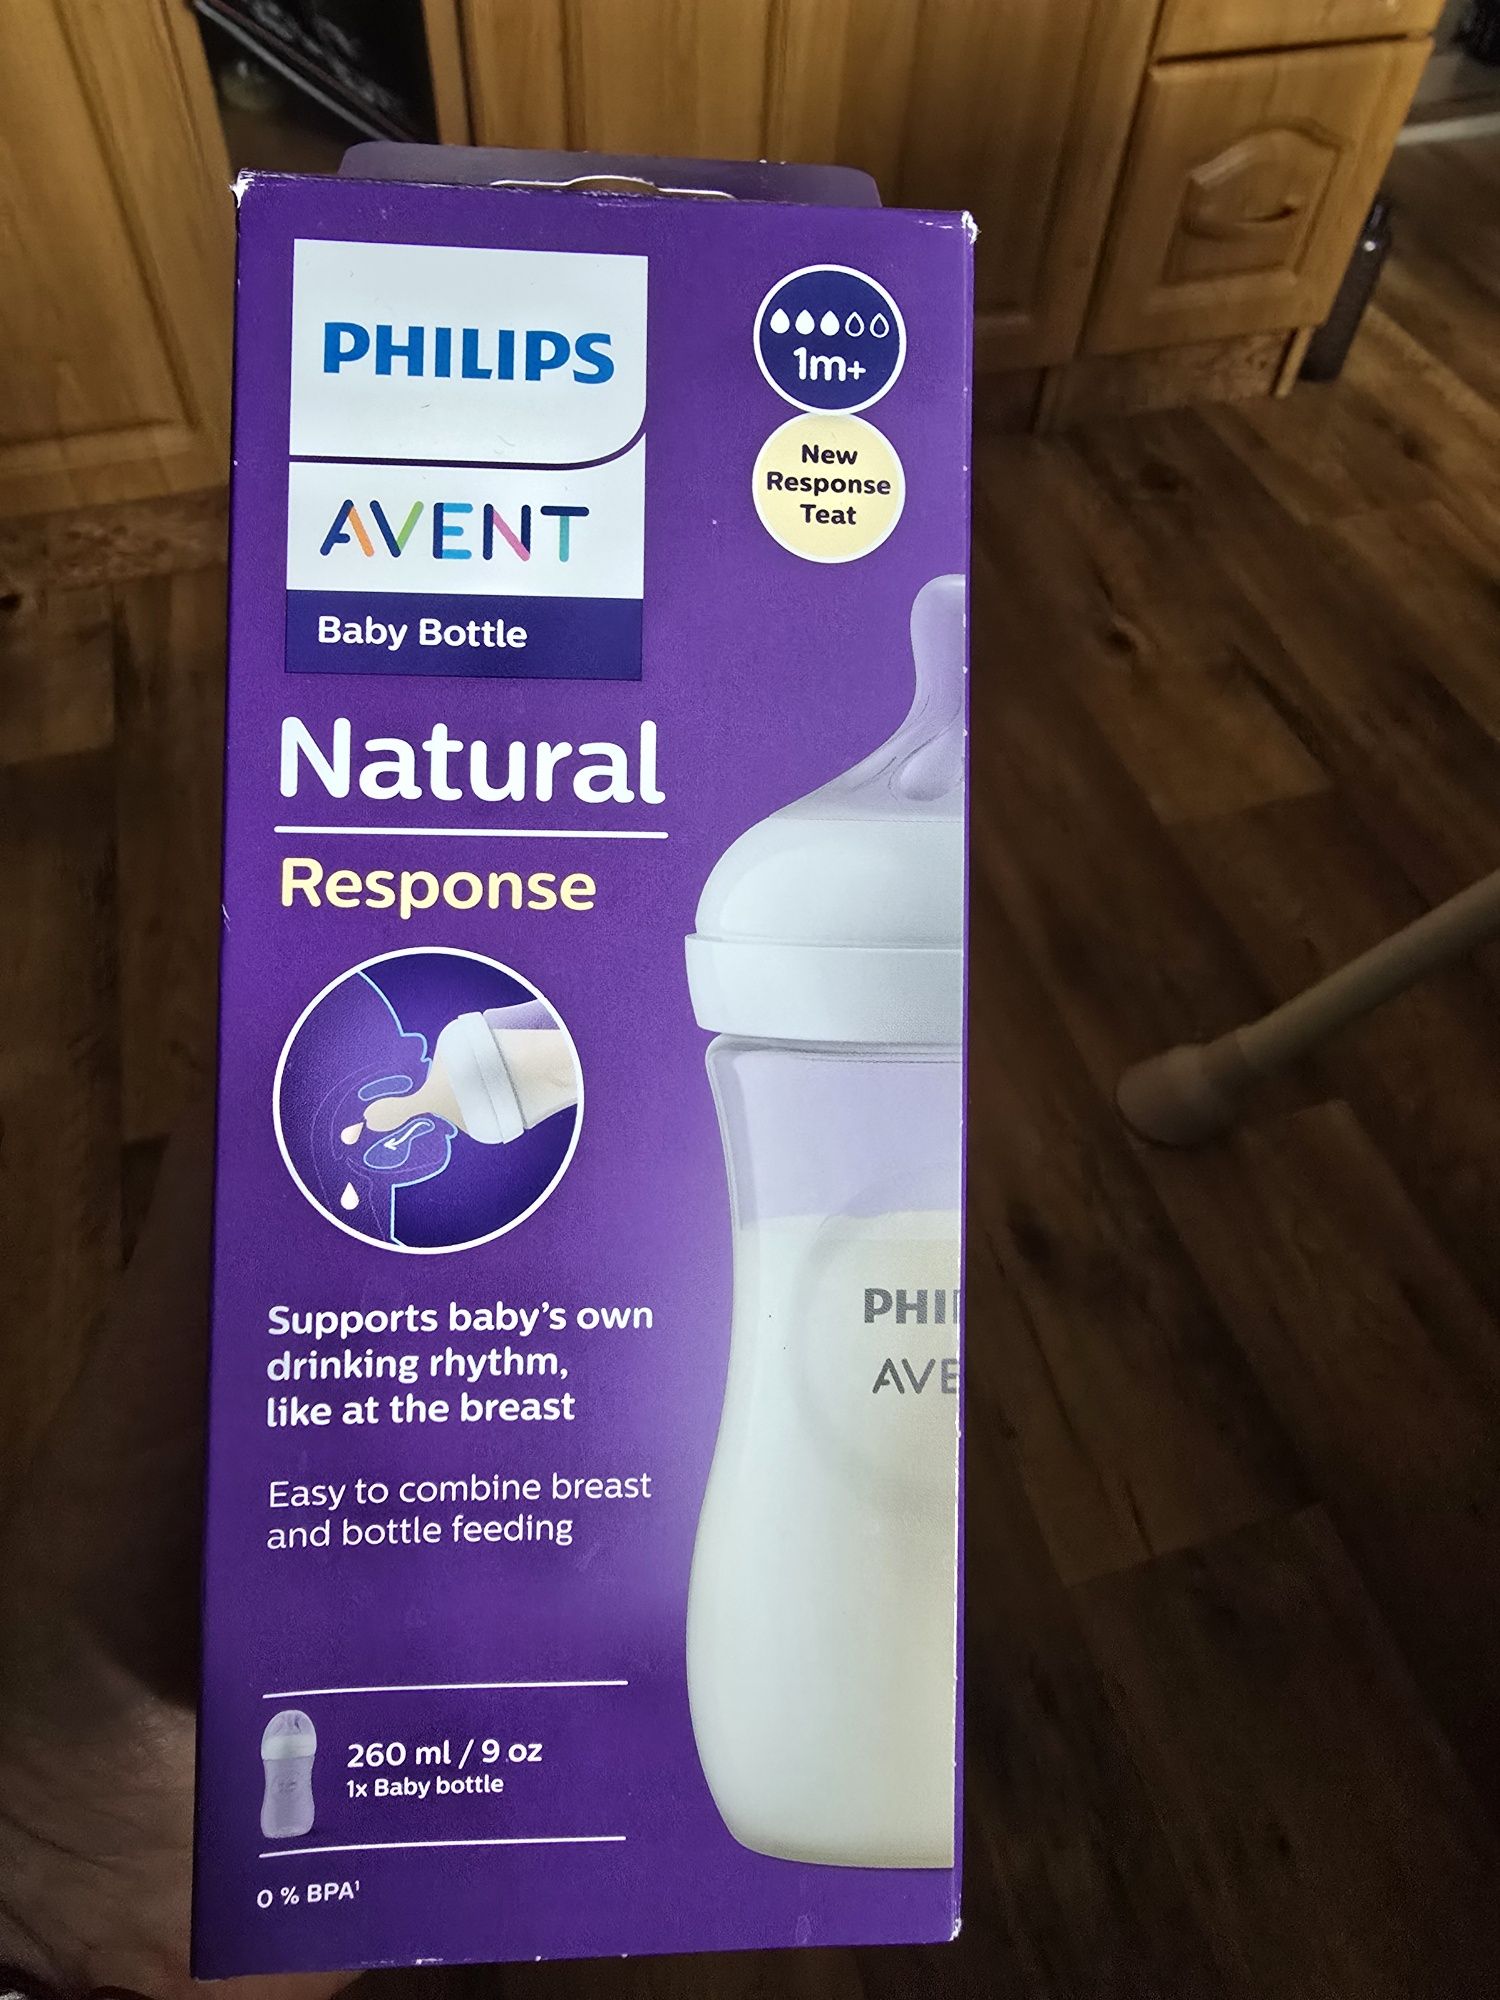 PHILIPS
AVENT
Baby Bottle
1m+
New
Response
Teat
Natural
Response
Supports baby's own
drinking rhythm,
like at the breast
Easy to combine breast
and bottle feeding
PHI
AVE
260 ml / 9 oz
1x Baby bottle
0 % BPA¹